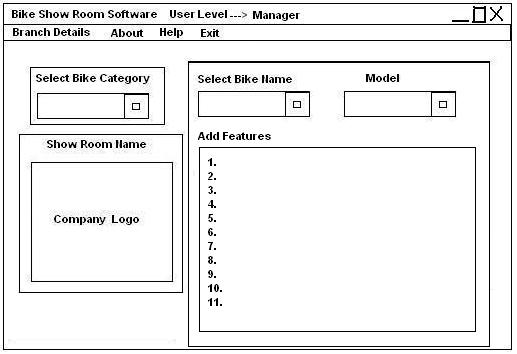 Bike Show Room Software User Level ---> Manager
Branch Details About Help Exit
Select Bike Category
Show Room Name
Company Logo
Select Bike Name Model
Add Features
1.
2.
3.
4.
5.
6.
7.
8.
9.
10.
11.